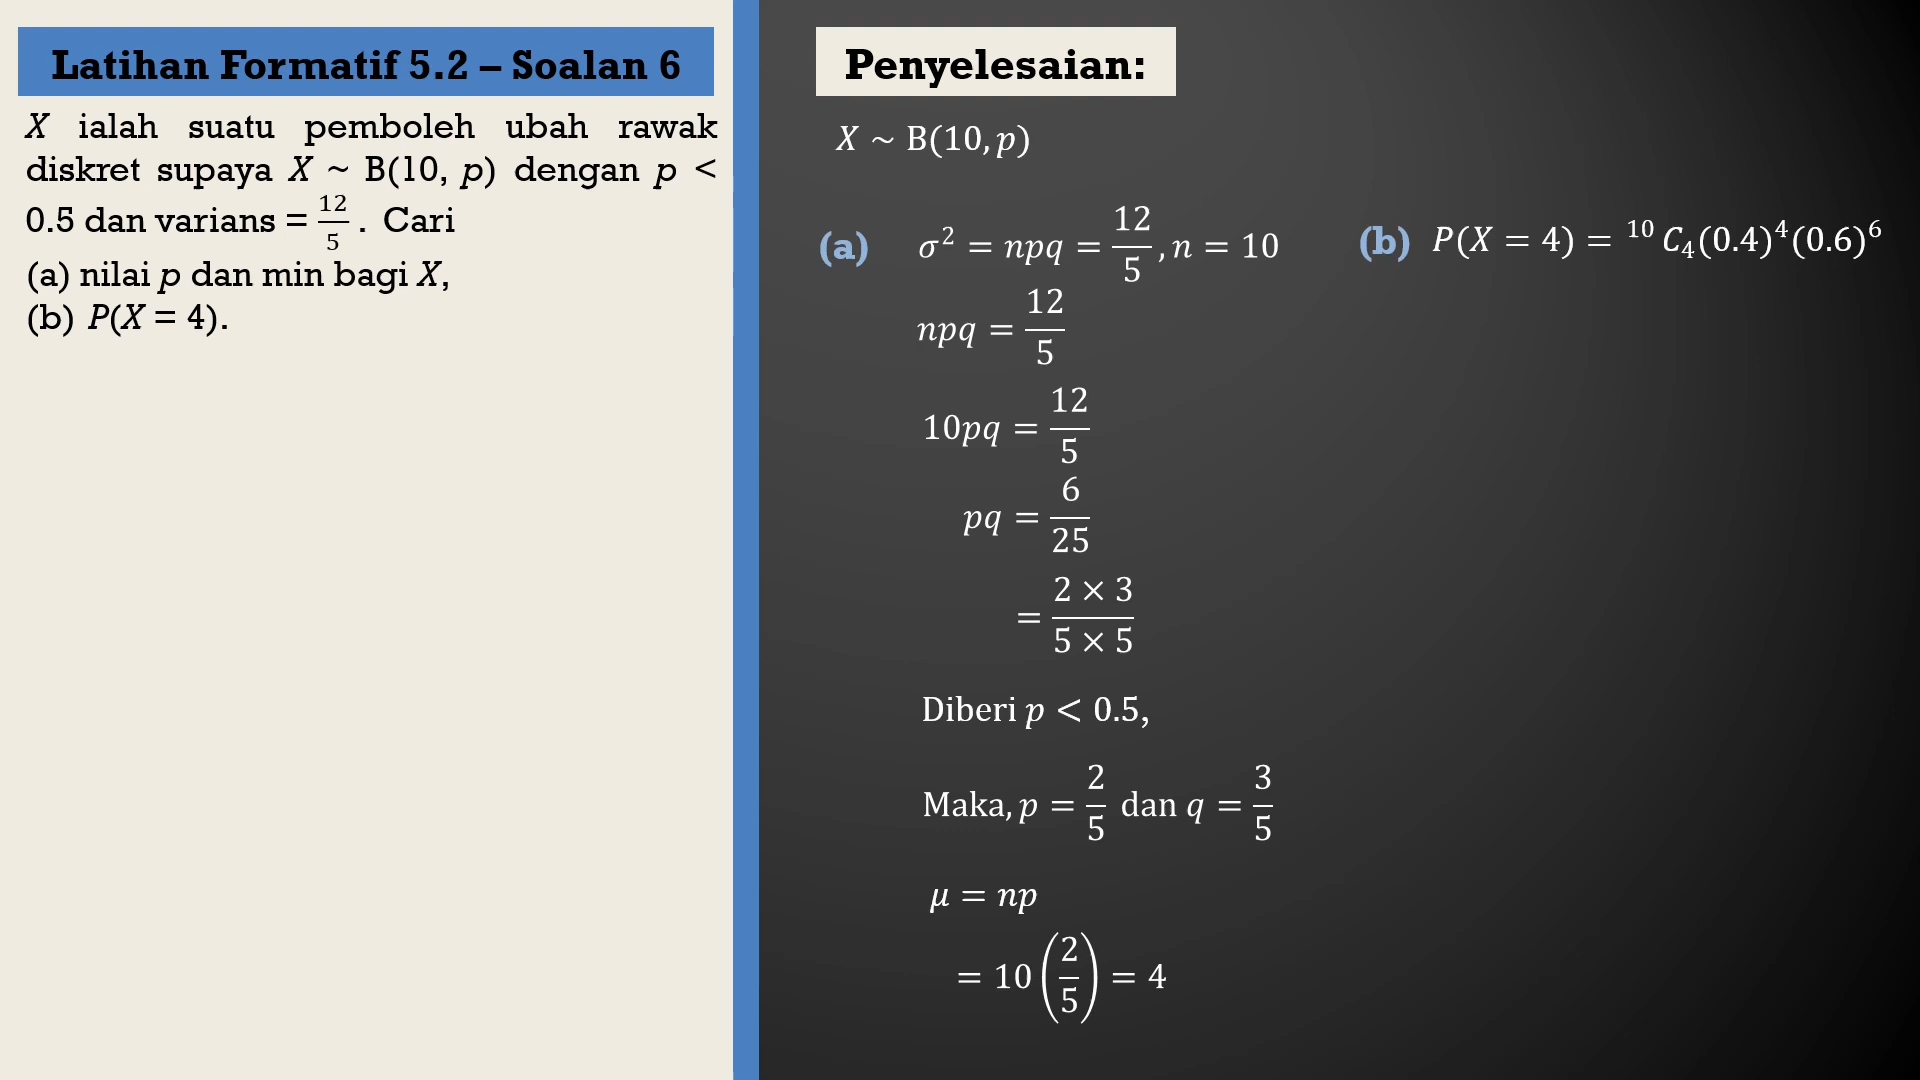 Latihan Formatif 5.2 – Soalan 6
X ialah suatu pemboleh ubah rawak
diskret supaya X ~ B(10, p) dengan p <
0.5 dan varians = 12/5 . Cari
(a) nilai p dan min bagi X,
(b) P(X = 4).
Penyelesaian:
X ~ B(10, p)
(a) σ² = npq = 12/5, n = 10
npq = 12/5
10pq = 12/5
pq = 6/25
= (2 × 3)/(5 × 5)
Diberi p < 0.5,
Maka, p = 2/5 dan q = 3/5
μ = np
= 10(2/5) = 4
(b) P(X = 4) = ¹⁰C₄(0.4)⁴(0.6)⁶